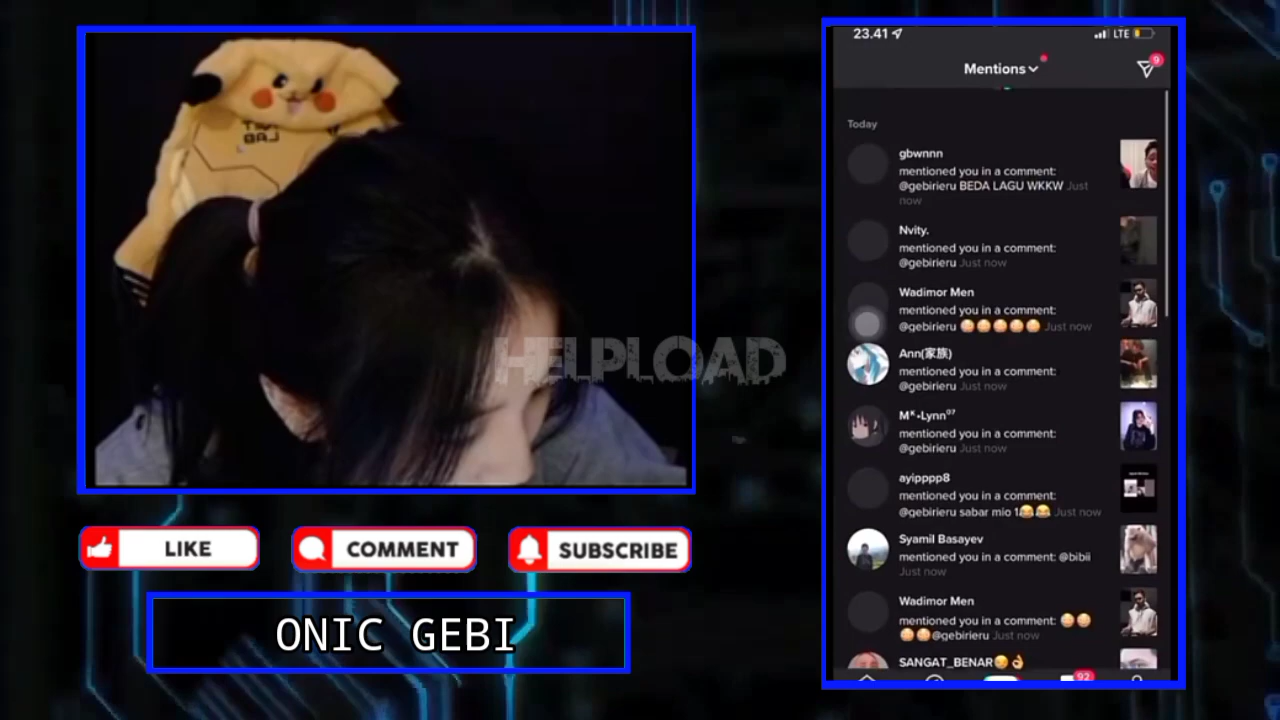 23.41
LTE
Mentions
9
Today
gbwnnn
mentioned you in a comment:
@gebirieru BEDA LAGU WKKW Just
now
Nvity.
mentioned you in a comment:
@gebirieru Just now
Wadimor Men
mentioned you in a comment:
@gebirieru 😳😳😳😳😳 Just now
Ann(家族)
mentioned you in a comment:
@gebirieru Just now
Mᴷ•Lynn⁰⁷
mentioned you in a comment:
@gebirieru Just now
ayipppp8
mentioned you in a comment:
@gebirieru sabar mio 1😂😂 Just now
Syamil Basayev
mentioned you in a comment: @bibii
Just now
Wadimor Men
mentioned you in a comment: 😳😳
😳😳@gebirieru Just now
SANGAT_BENAR😔👌
92
HELPLOAD
LIKE
COMMENT
SUBSCRIBE
ONIC GEBI